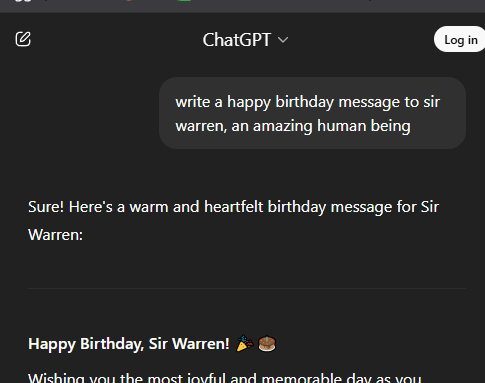 ChatGPT
Log in
write a happy birthday message to sir
warren, an amazing human being
Sure! Here's a warm and heartfelt birthday message for Sir
Warren:
Happy Birthday, Sir Warren! 🎉 🎂
Wishing you the most joyful and memorable day as you